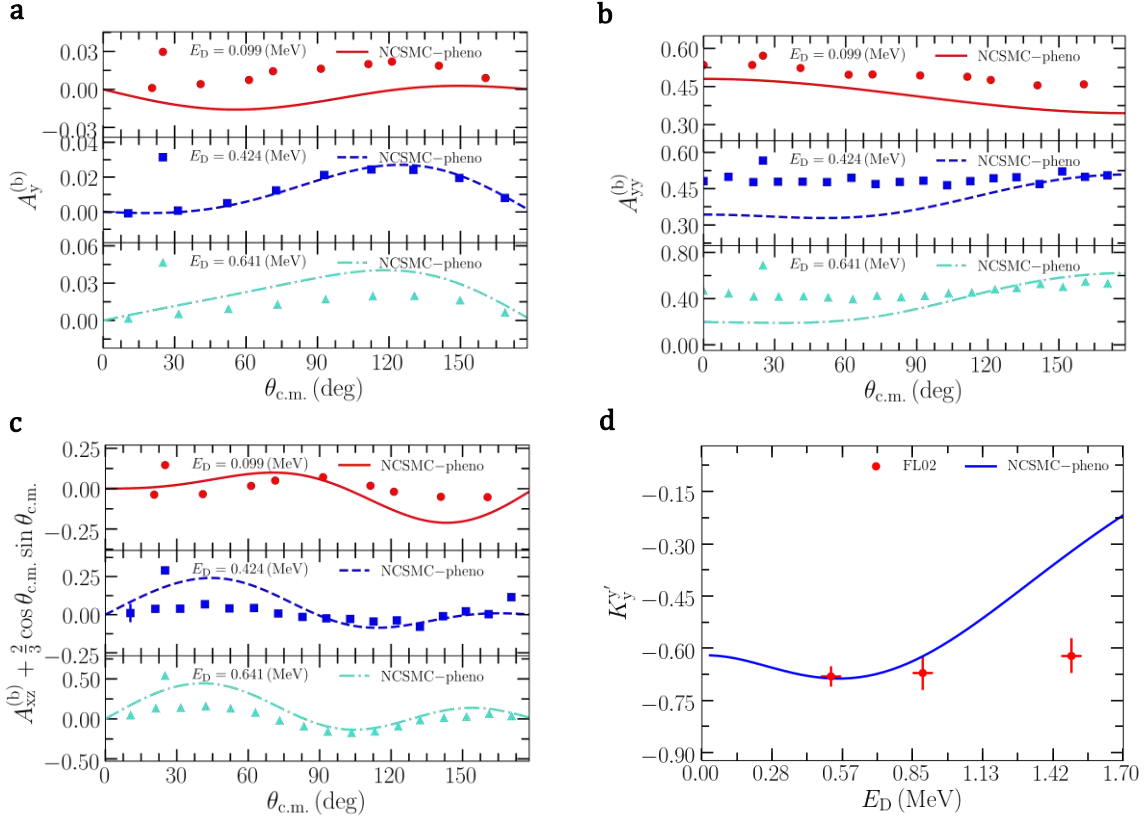 a
0.03
0.00
−0.03
E_D = 0.099 (MeV) NCSMC−pheno
0.04
0.02
0.00
E_D = 0.424 (MeV) NCSMC−pheno
0.06
0.03
0.00
E_D = 0.641 (MeV) NCSMC−pheno
A_y^(b)
0 30 60 90 120 150
θ_c.m. (deg)
b
0.60
0.45
0.30
E_D = 0.099 (MeV) NCSMC−pheno
0.60
0.45
0.30
E_D = 0.424 (MeV) NCSMC−pheno
0.80
0.40
0.00
E_D = 0.641 (MeV) NCSMC−pheno
A_yy^(b)
0 30 60 90 120 150
θ_c.m. (deg)
c
0.25
0.00
−0.25
E_D = 0.099 (MeV) NCSMC−pheno
0.25
0.00
−0.25
E_D = 0.424 (MeV) NCSMC−pheno
0.50
0.00
−0.50
E_D = 0.641 (MeV) NCSMC−pheno
A_xz^(b) + 2/3 cos θ_c.m. sin θ_c.m.
0 30 60 90 120 150
θ_c.m. (deg)
d
−0.15
−0.30
−0.45
−0.60
−0.75
−0.90
FL02 NCSMC−pheno
K_y^y′
0.00 0.28 0.57 0.85 1.13 1.42 1.70
E_D (MeV)